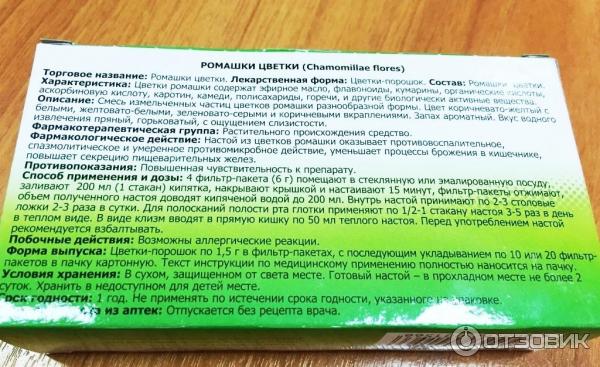 РОМАШКИ ЦВЕТКИ (Chamomillae flores)
Торговое название: Ромашки цветки. Лекарственная форма: Цветки-порошок. Состав: Ромашки цветки.
Характеристика: Цветки ромашки содержат эфирное масло, флавоноиды, кумарины, органические кислоты,
аскорбиновую кислоту, каротин, камеди, полисахариды, горечи, и другие биологически активные вещества.
Описание: Смесь измельченных частиц цветков ромашки разнообразной формы. Цвет коричневато-желтый с
белыми, желтовато-белыми, зеленовато-серыми и коричневыми вкраплениями. Запах ароматный. Вкус водного
извлечения пряный, горьковатый, с ощущением слизистости.
Фармакотерапевтическая группа: Растительного происхождения средство.
Фармакологическое действие: Настой из цветков ромашки оказывает противовоспалительное,
спазмолитическое и умеренное противомикробное действие, уменьшает процессы брожения в кишечнике,
повышает секрецию пищеварительных желез.
Противопоказания: Повышенная чувствительность к препарату.
Способ применения и дозы: 4 фильтр-пакета (6 г) помещают в стеклянную или эмалированную посуду,
заливают 200 мл (1 стакан) кипятка, накрывают крышкой и настаивают 15 минут, фильтр-пакеты отжимают,
объем полученного настоя доводят кипяченой водой до 200 мл. Внутрь настой принимают по 2-3 столовые
ложки 2-3 раза в сутки. Для полосканий полости рта глотки применяют по 1/2-1 стакану настоя 3-5 раз в день
в теплом виде. В виде клизм вводят в прямую кишку по 50 мл теплого настоя. Перед употреблением настой
рекомендуется взбалтывать.
Побочные действия: Возможны аллергические реакции.
Форма выпуска: Цветки-порошок по 1,5 г в фильтр-пакетах, с последующим укладыванием по 10 или 20 фильтр-
пакетов в пачку картонную. Текст инструкции по медицинскому применению полностью наносится на пачку.
Условия хранения: В сухом, защищенном от света месте. Готовый настой – в прохладном месте не более 2
суток. Хранить в недоступном для детей месте.
Срок годности: 1 год. Не применять по истечении срока годности, указанного на упаковке.
из аптек: Отпускается без рецепта врача.
ОТЗОВИК